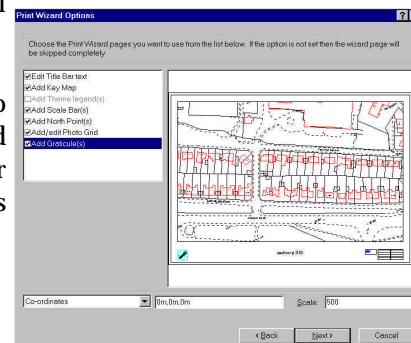 Print Wizard Options
?
Choose the Print Wizard pages you want to use from the list below. If the option is not set then the wizard page will
be skipped completely
Edit Title Bar text
Add Key Map
Add Theme legend(s)
Add Scale Bar(s)
Add North Point(s)
Add/edit Photo Grid
Add Graticule(s)
Co-ordinates
0m,0m,0m
Scale:
500
< Back
Next >
Cancel